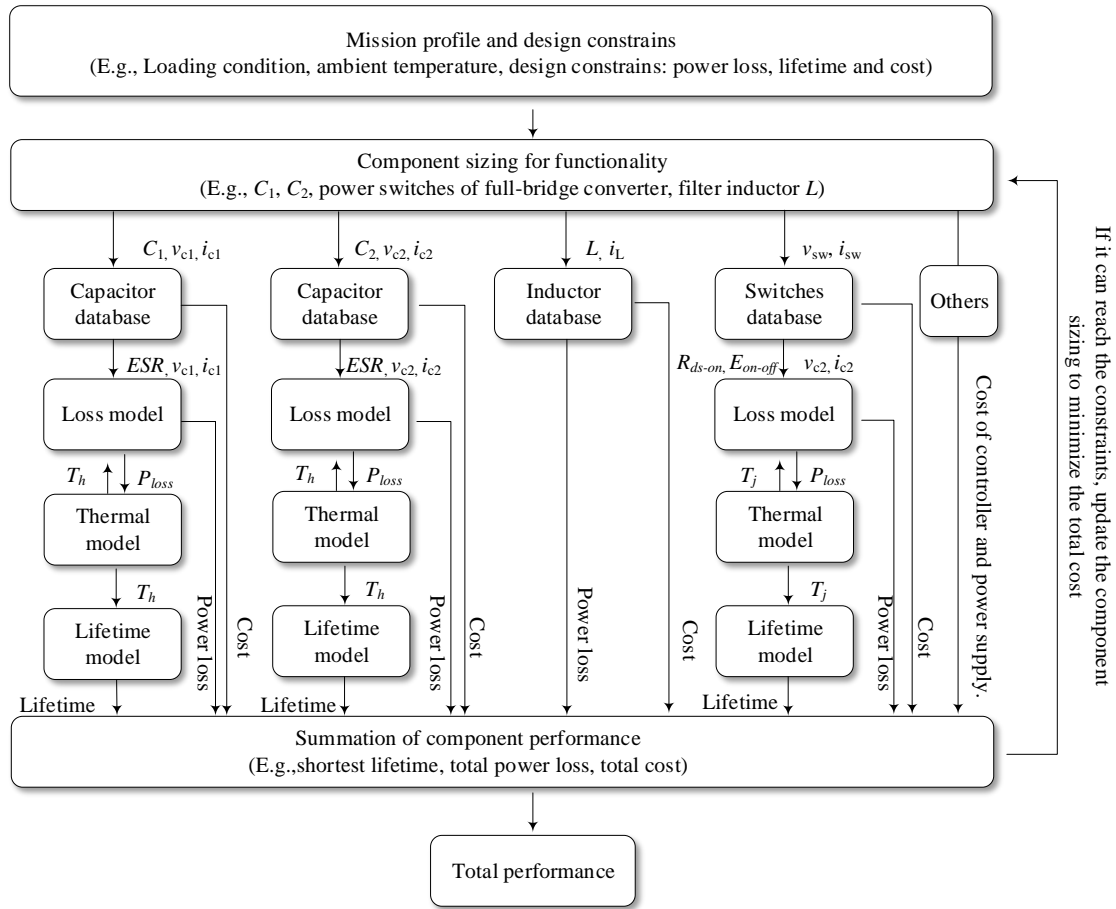 Mission profile and design constrains
(E.g., Loading condition, ambient temperature, design constrains: power loss, lifetime and cost)
Component sizing for functionality
(E.g., C1, C2, power switches of full-bridge converter, filter inductor L)
C1, vc1, ic1
Capacitor
database
ESR, vc1, ic1
Loss model
Th
Ploss
Thermal
model
Th
Lifetime
model
Lifetime
Power loss
Cost
C2, vc2, ic2
Capacitor
database
ESR, vc2, ic2
Loss model
Th
Ploss
Thermal
model
Th
Lifetime
model
Lifetime
Power loss
Cost
L, iL
Inductor
database
Power loss
Cost
vsw, isw
Switches
database
Rds-on, Eon-off
vc2, ic2
Loss model
Tj
Ploss
Thermal
model
Tj
Lifetime
model
Lifetime
Power loss
Cost
Others
Cost of controller and power supply.
If it can reach the constraints, update the component
sizing to minimize the total cost
Summation of component performance
(E.g.,shortest lifetime, total power loss, total cost)
Total performance